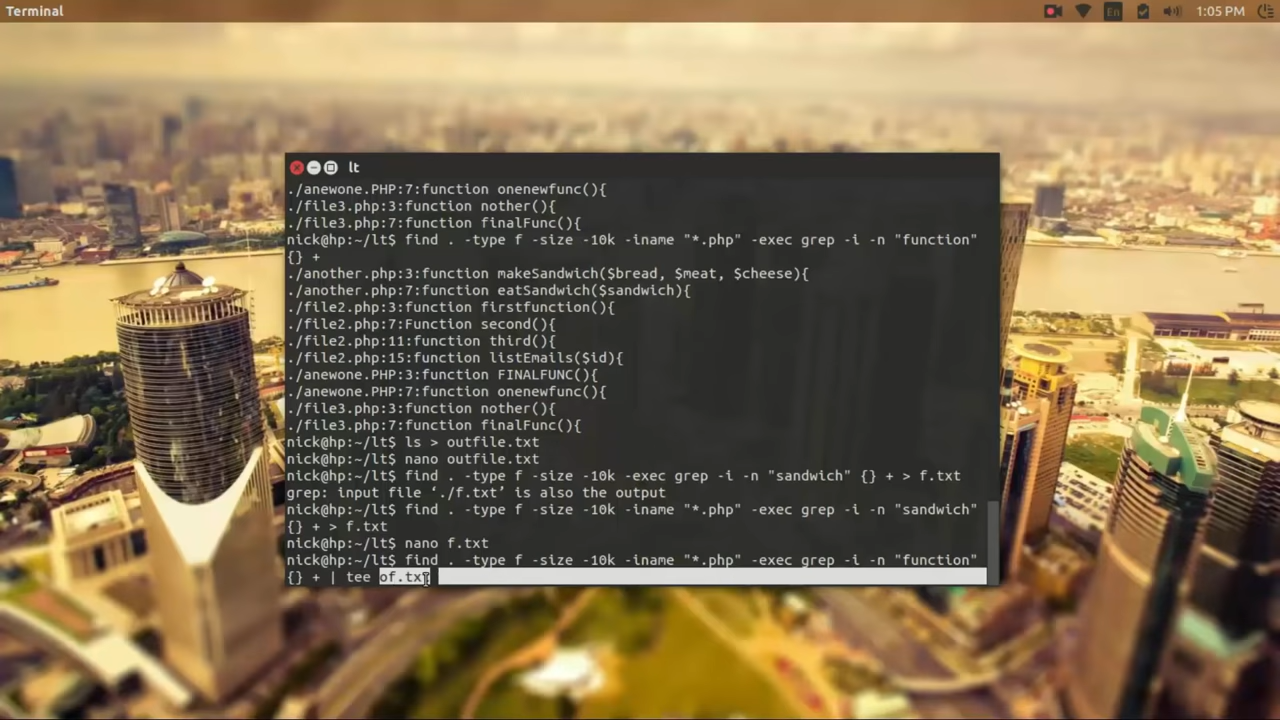 Terminal
En
1:05 PM
lt
./anewone.PHP:7:function onenewfunc(){
./file3.php:3:function nother(){
./file3.php:7:function finalFunc(){
nick@hp:~/lt$ find . -type f -size -10k -iname "*.php" -exec grep -i -n "function"
{} +
./another.php:3:function makeSandwich($bread, $meat, $cheese){
./another.php:7:function eatSandwich($sandwich){
./file2.php:3:function firstfunction(){
./file2.php:7:Function second(){
./file2.php:11:function third(){
./file2.php:15:function listEmails($id){
./anewone.PHP:3:function FINALFUNC(){
./anewone.PHP:7:function onenewfunc(){
./file3.php:3:function nother(){
./file3.php:7:function finalFunc(){
nick@hp:~/lt$ ls > outfile.txt
nick@hp:~/lt$ nano outfile.txt
nick@hp:~/lt$ find . -type f -size -10k -exec grep -i -n "sandwich" {} + > f.txt
grep: input file ‘./f.txt’ is also the output
nick@hp:~/lt$ find . -type f -size -10k -iname "*.php" -exec grep -i -n "sandwich"
{} + > f.txt
nick@hp:~/lt$ nano f.txt
nick@hp:~/lt$ find . -type f -size -10k -iname "*.php" -exec grep -i -n "function"
{} + | tee of.txt